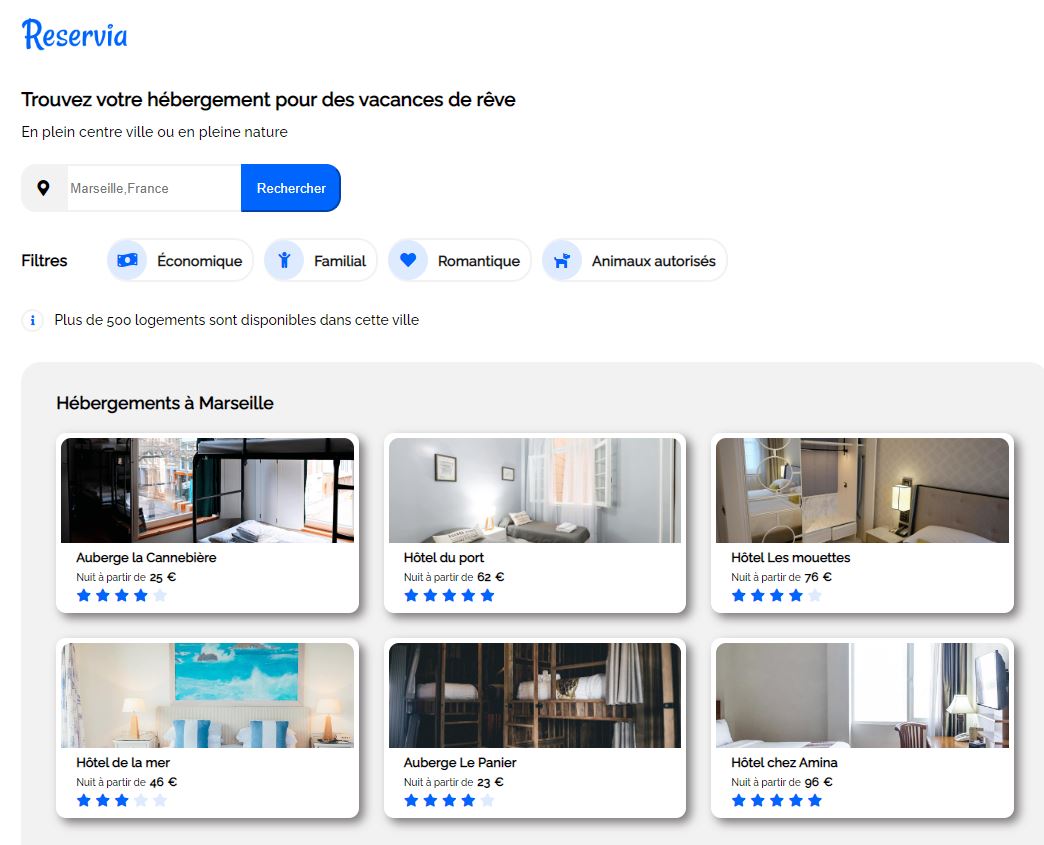 Reservia
Trouvez votre hébergement pour des vacances de rêve
En plein centre ville ou en pleine nature
Marseille,France
Rechercher
Filtres
Économique
Familial
Romantique
Animaux autorisés
Plus de 500 logements sont disponibles dans cette ville
Hébergements à Marseille
Auberge la Cannebière
Nuit à partir de 25 €
Hôtel du port
Nuit à partir de 62 €
Hôtel Les mouettes
Nuit à partir de 76 €
Hôtel de la mer
Nuit à partir de 46 €
Auberge Le Panier
Nuit à partir de 23 €
Hôtel chez Amina
Nuit à partir de 96 €